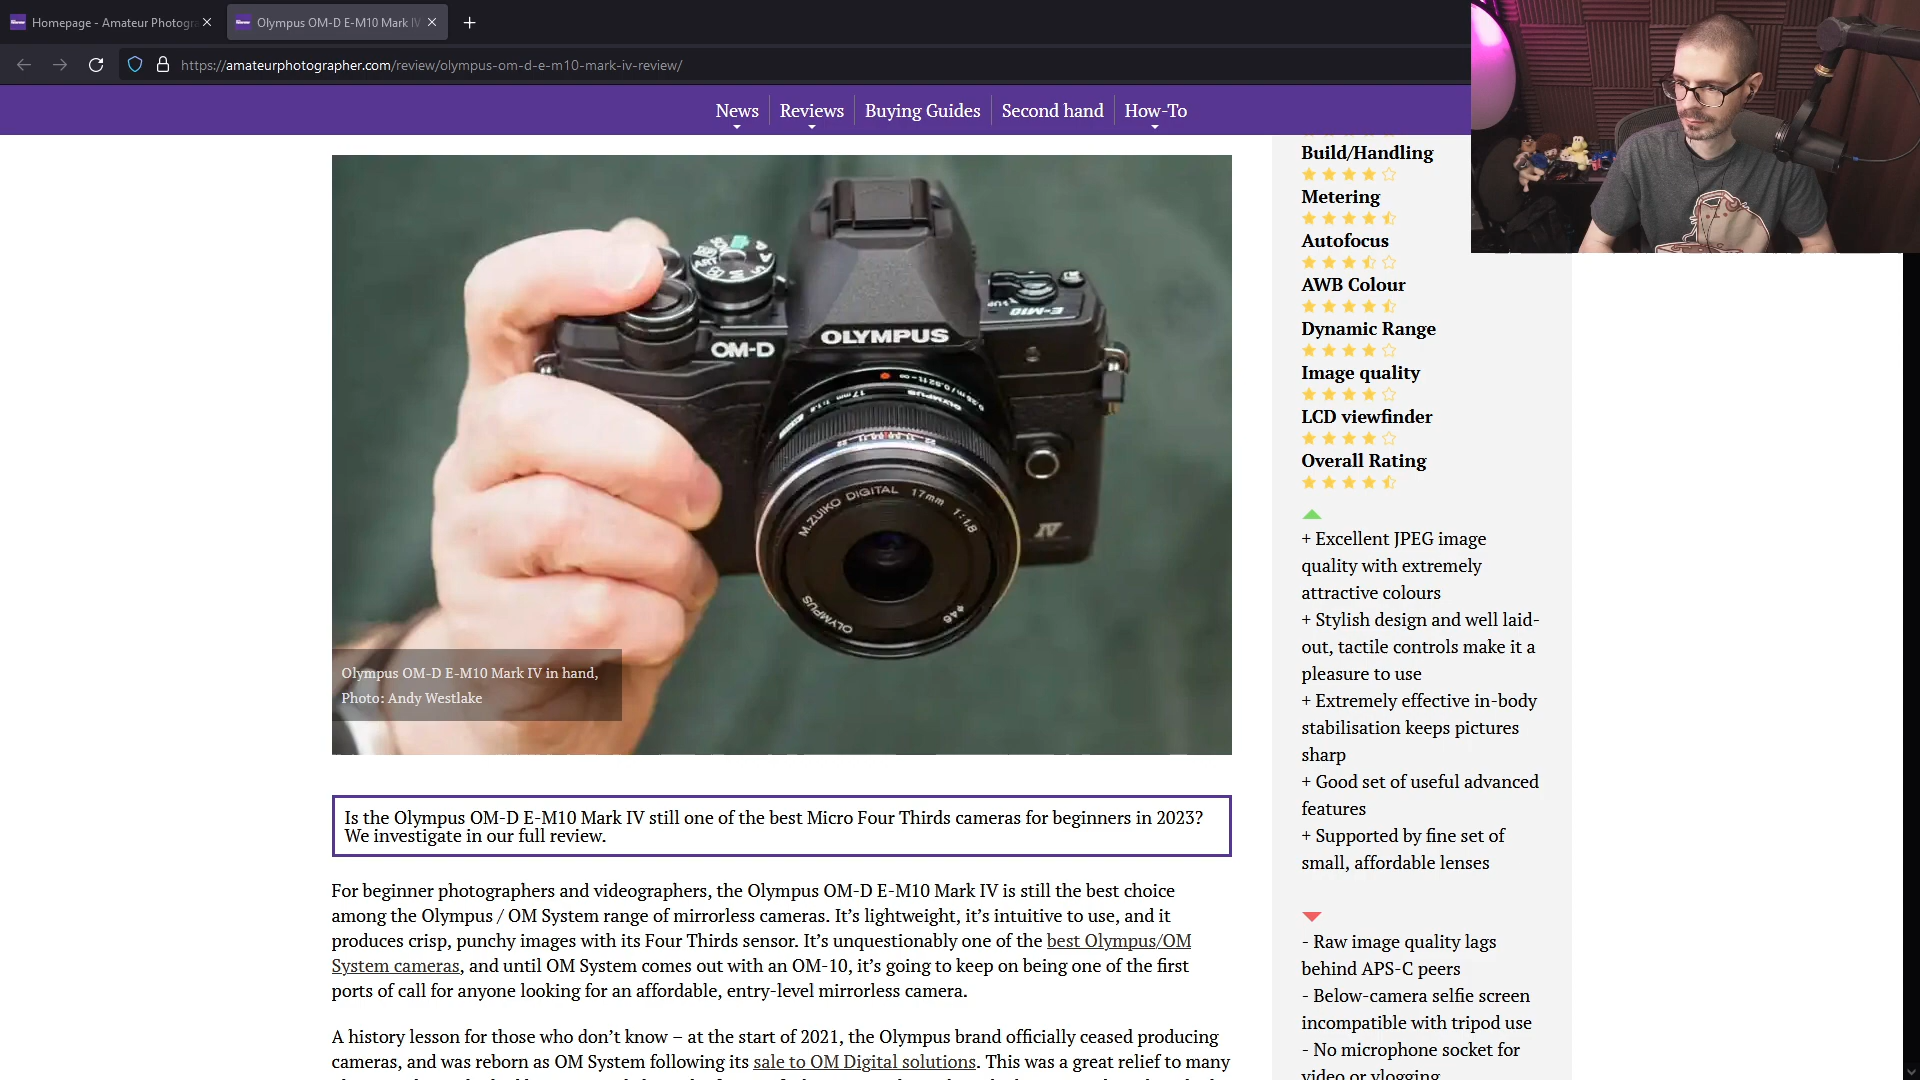 Homepage - Amateur Photogr
Olympus OM-D E-M10 Mark IV
https://amateurphotographer.com/review/olympus-om-d-e-m10-mark-iv-review/
News
Reviews
Buying Guides
Second hand
How-To
OM-D
OLYMPUS
E-M10
ART
OLYMPUS
17mm 1:1.8
M.ZUIKO DIGITAL 17mm 1:1.8
OLYMPUS
ø46
IV
Olympus OM-D E-M10 Mark IV in hand,
Photo: Andy Westlake
Is the Olympus OM-D E-M10 Mark IV still one of the best Micro Four Thirds cameras for beginners in 2023?
We investigate in our full review.
For beginner photographers and videographers, the Olympus OM-D E-M10 Mark IV is still the best choice
among the Olympus / OM System range of mirrorless cameras. It’s lightweight, it’s intuitive to use, and it
produces crisp, punchy images with its Four Thirds sensor. It’s unquestionably one of the best Olympus/OM
System cameras, and until OM System comes out with an OM-10, it’s going to keep on being one of the first
ports of call for anyone looking for an affordable, entry-level mirrorless camera.
A history lesson for those who don’t know – at the start of 2021, the Olympus brand officially ceased producing
cameras, and was reborn as OM System following its sale to OM Digital solutions. This was a great relief to many
Build/Handling
Metering
Autofocus
AWB Colour
Dynamic Range
Image quality
LCD viewfinder
Overall Rating
+ Excellent JPEG image
quality with extremely
attractive colours
+ Stylish design and well laid-
out, tactile controls make it a
pleasure to use
+ Extremely effective in-body
stabilisation keeps pictures
sharp
+ Good set of useful advanced
features
+ Supported by fine set of
small, affordable lenses
- Raw image quality lags
behind APS-C peers
- Below-camera selfie screen
incompatible with tripod use
- No microphone socket for
video or vlogging